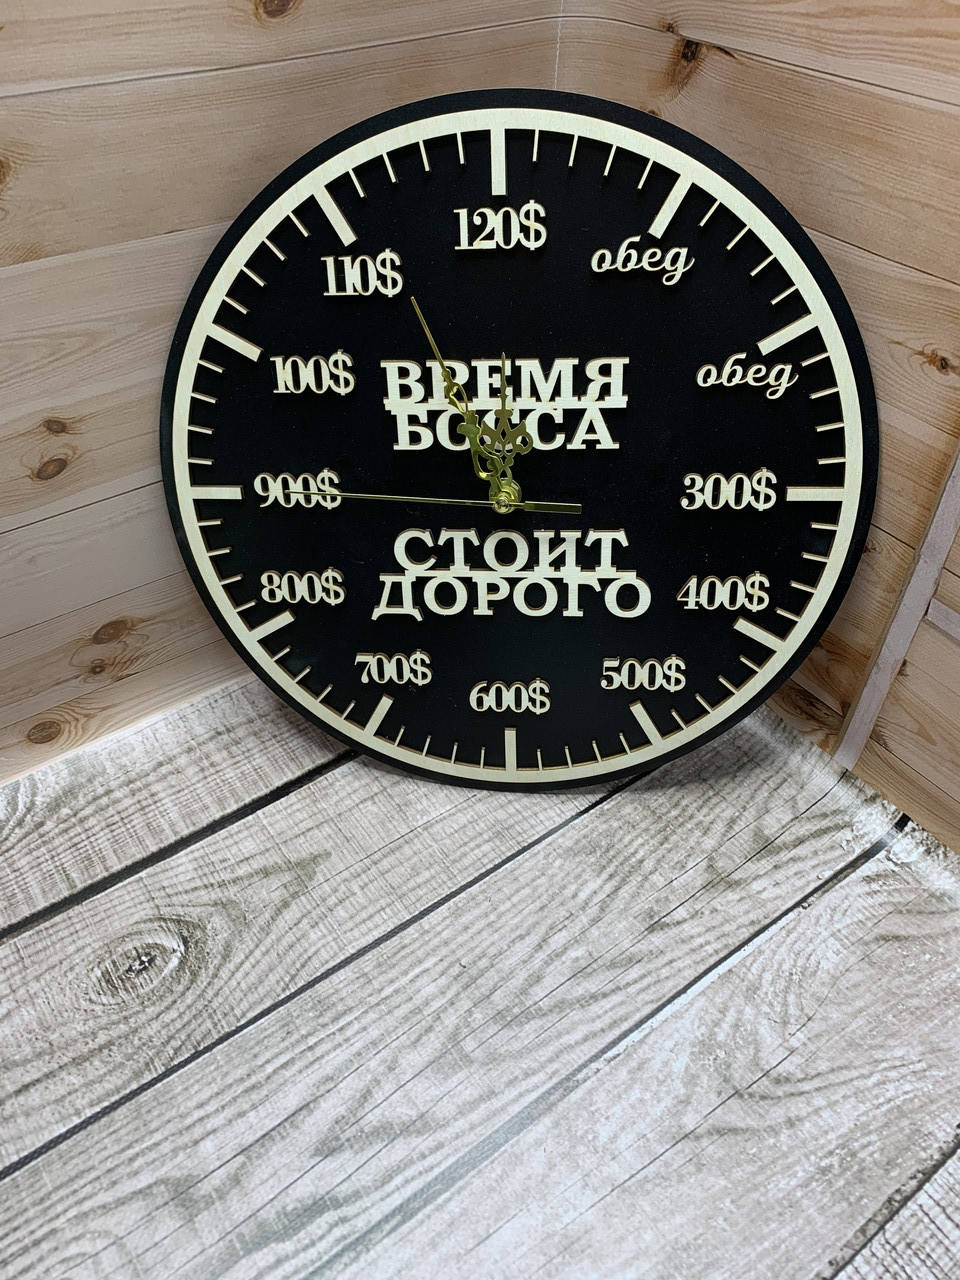 120$
110$
обед
100$
обед
ВРЕМЯ
БОССА
900$
300$
СТОИТ
ДОРОГО
800$
400$
700$
500$
600$